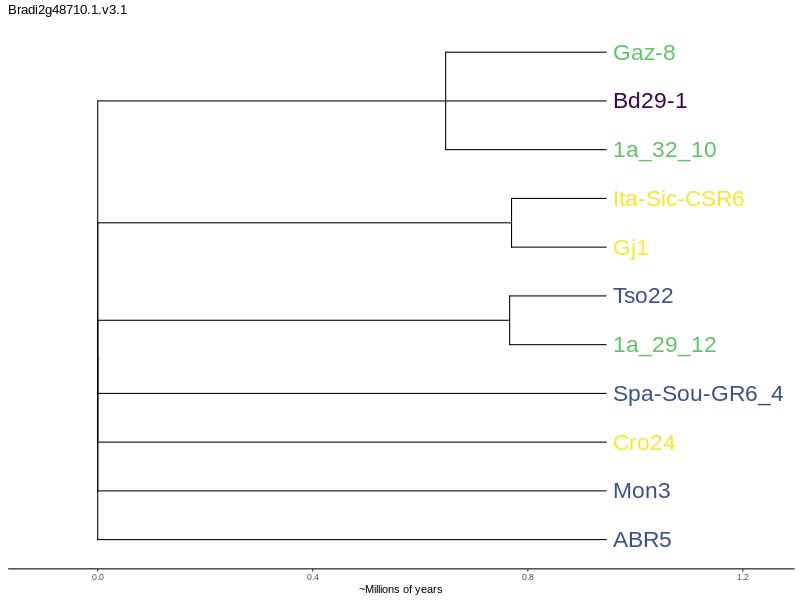 Bradi2g48710.1.v3.1
Gaz-8
Bd29-1
1a_32_10
Ita-Sic-CSR6
Gj1
Tso22
1a_29_12
Spa-Sou-GR6_4
Cro24
Mon3
ABR5
0.0 0.4 0.8 1.2
~Millions of years